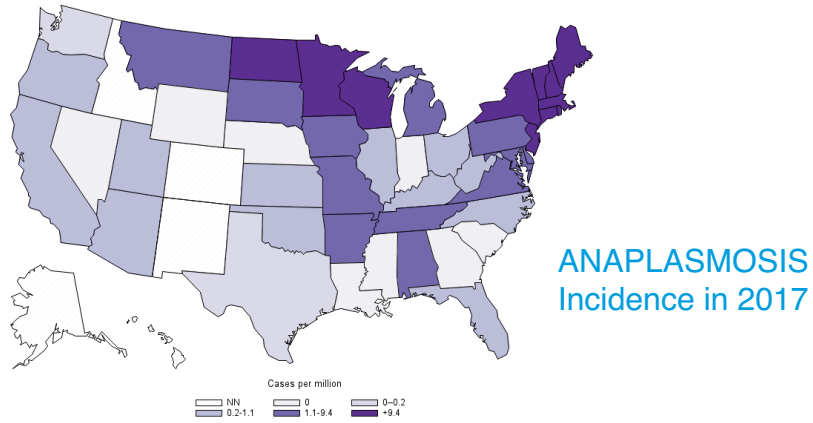 ANAPLASMOSIS
Incidence in 2017
Cases per million
NN 0 0-0.2
0.2-1.1 1.1-9.4 +9.4